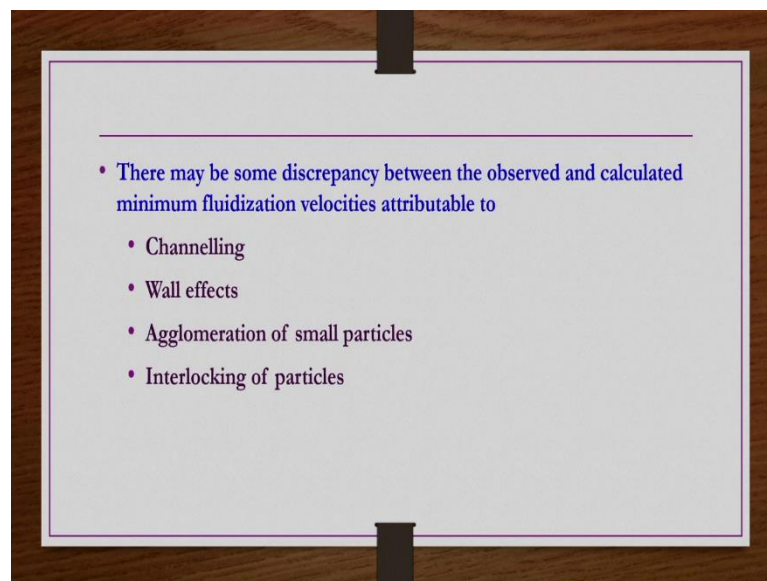 • There may be some discrepancy between the observed and calculated
minimum fluidization velocities attributable to
• Channelling
• Wall effects
• Agglomeration of small particles
• Interlocking of particles